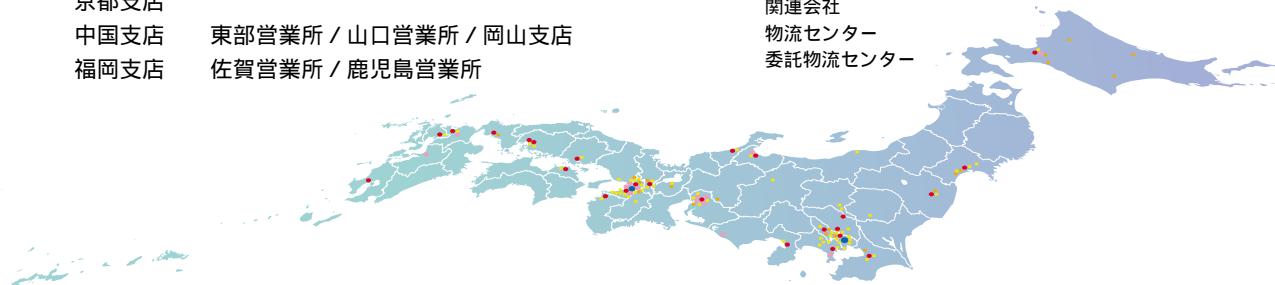 京都支店
中国支店 東部営業所 / 山口営業所 / 岡山支店
福岡支店 佐賀営業所 / 鹿児島営業所
関連会社
物流センター
委託物流センター